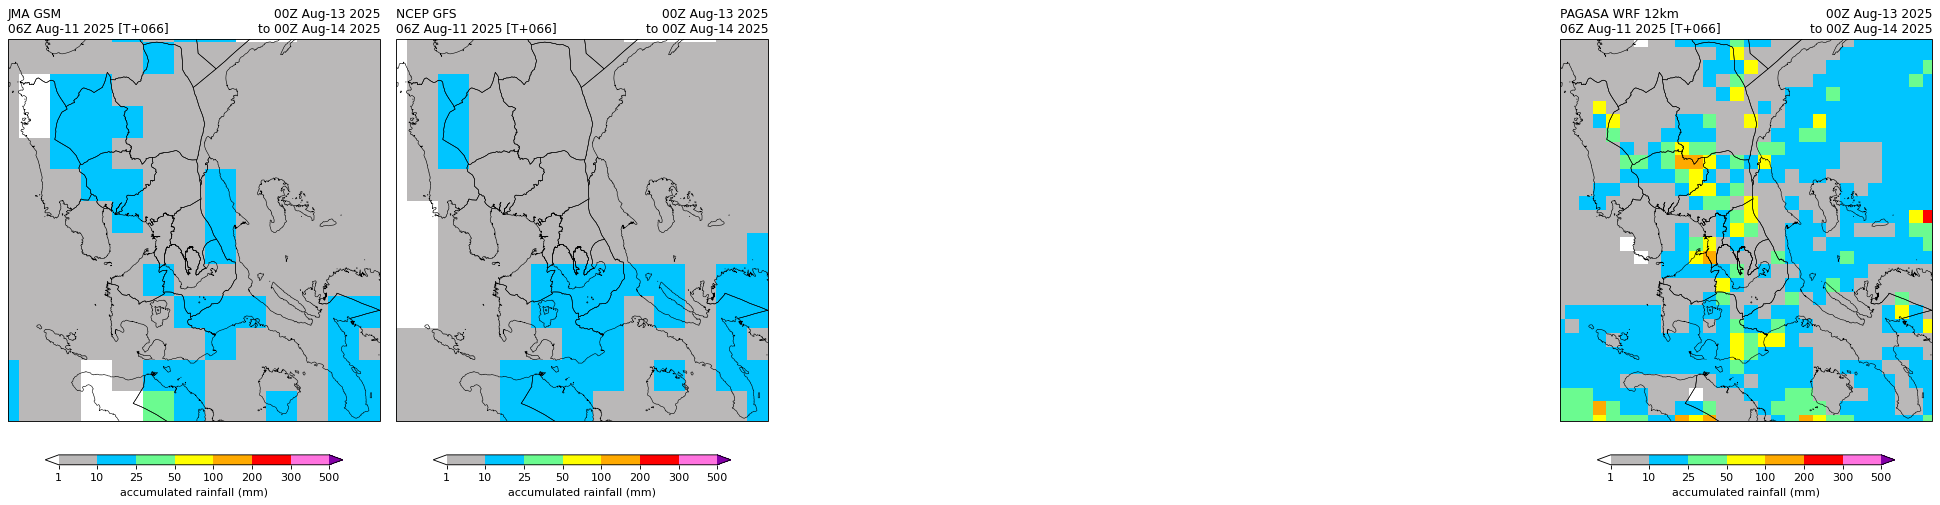 JMA GSM 00Z Aug-13 2025
06Z Aug-11 2025 [T+066] to 00Z Aug-14 2025
1 10 25 50 100 200 300 500
accumulated rainfall (mm)
NCEP GFS 00Z Aug-13 2025
06Z Aug-11 2025 [T+066] to 00Z Aug-14 2025
1 10 25 50 100 200 300 500
accumulated rainfall (mm)
PAGASA WRF 12km 00Z Aug-13 2025
06Z Aug-11 2025 [T+066] to 00Z Aug-14 2025
1 10 25 50 100 200 300 500
accumulated rainfall (mm)